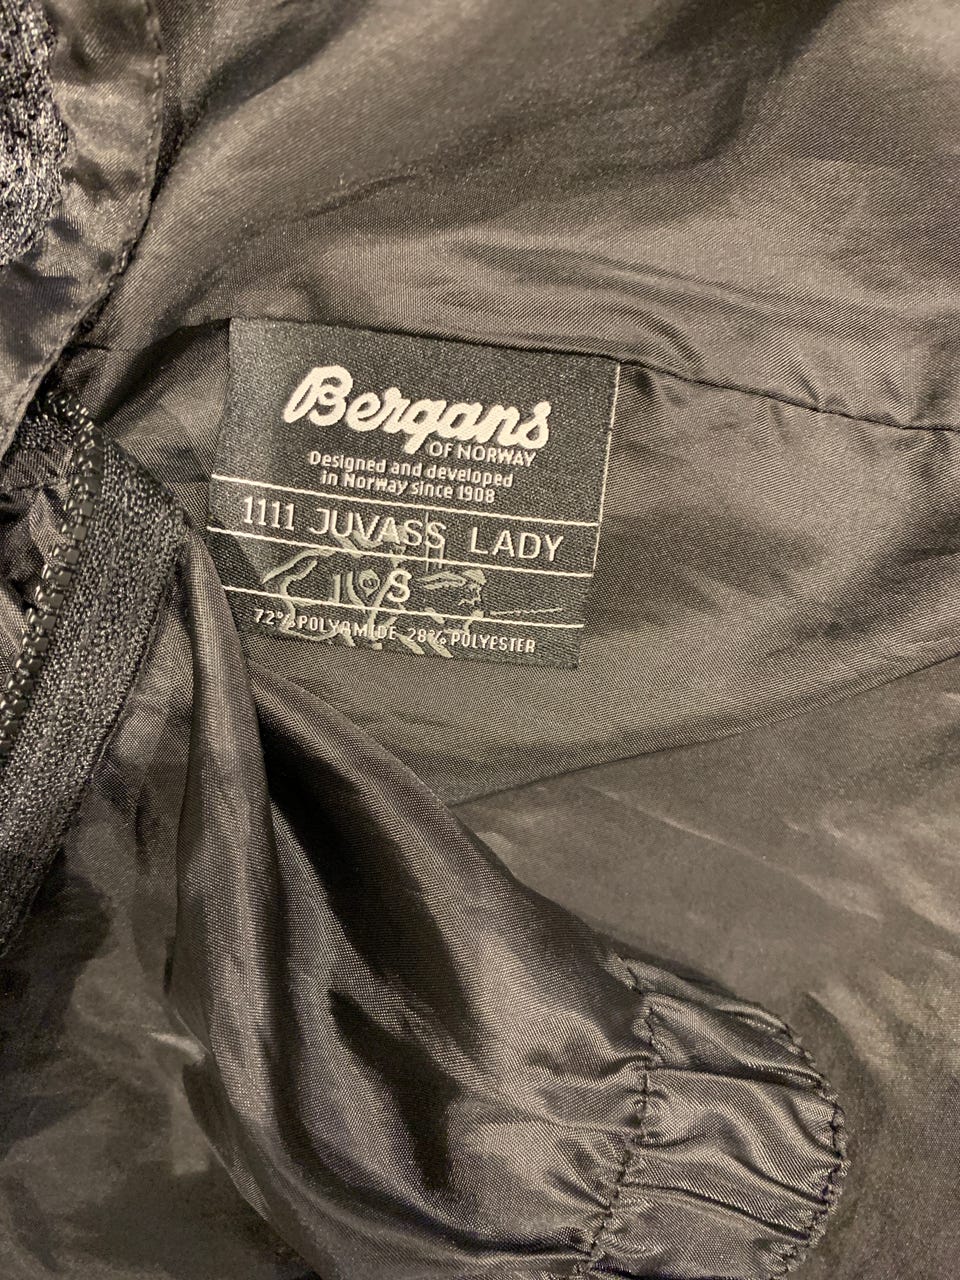 Bergans
OF NORWAY
Designed and developed
in Norway since 1908
1111 JUVASS LADY
S
72% POLYAMIDE 28% POLYESTER